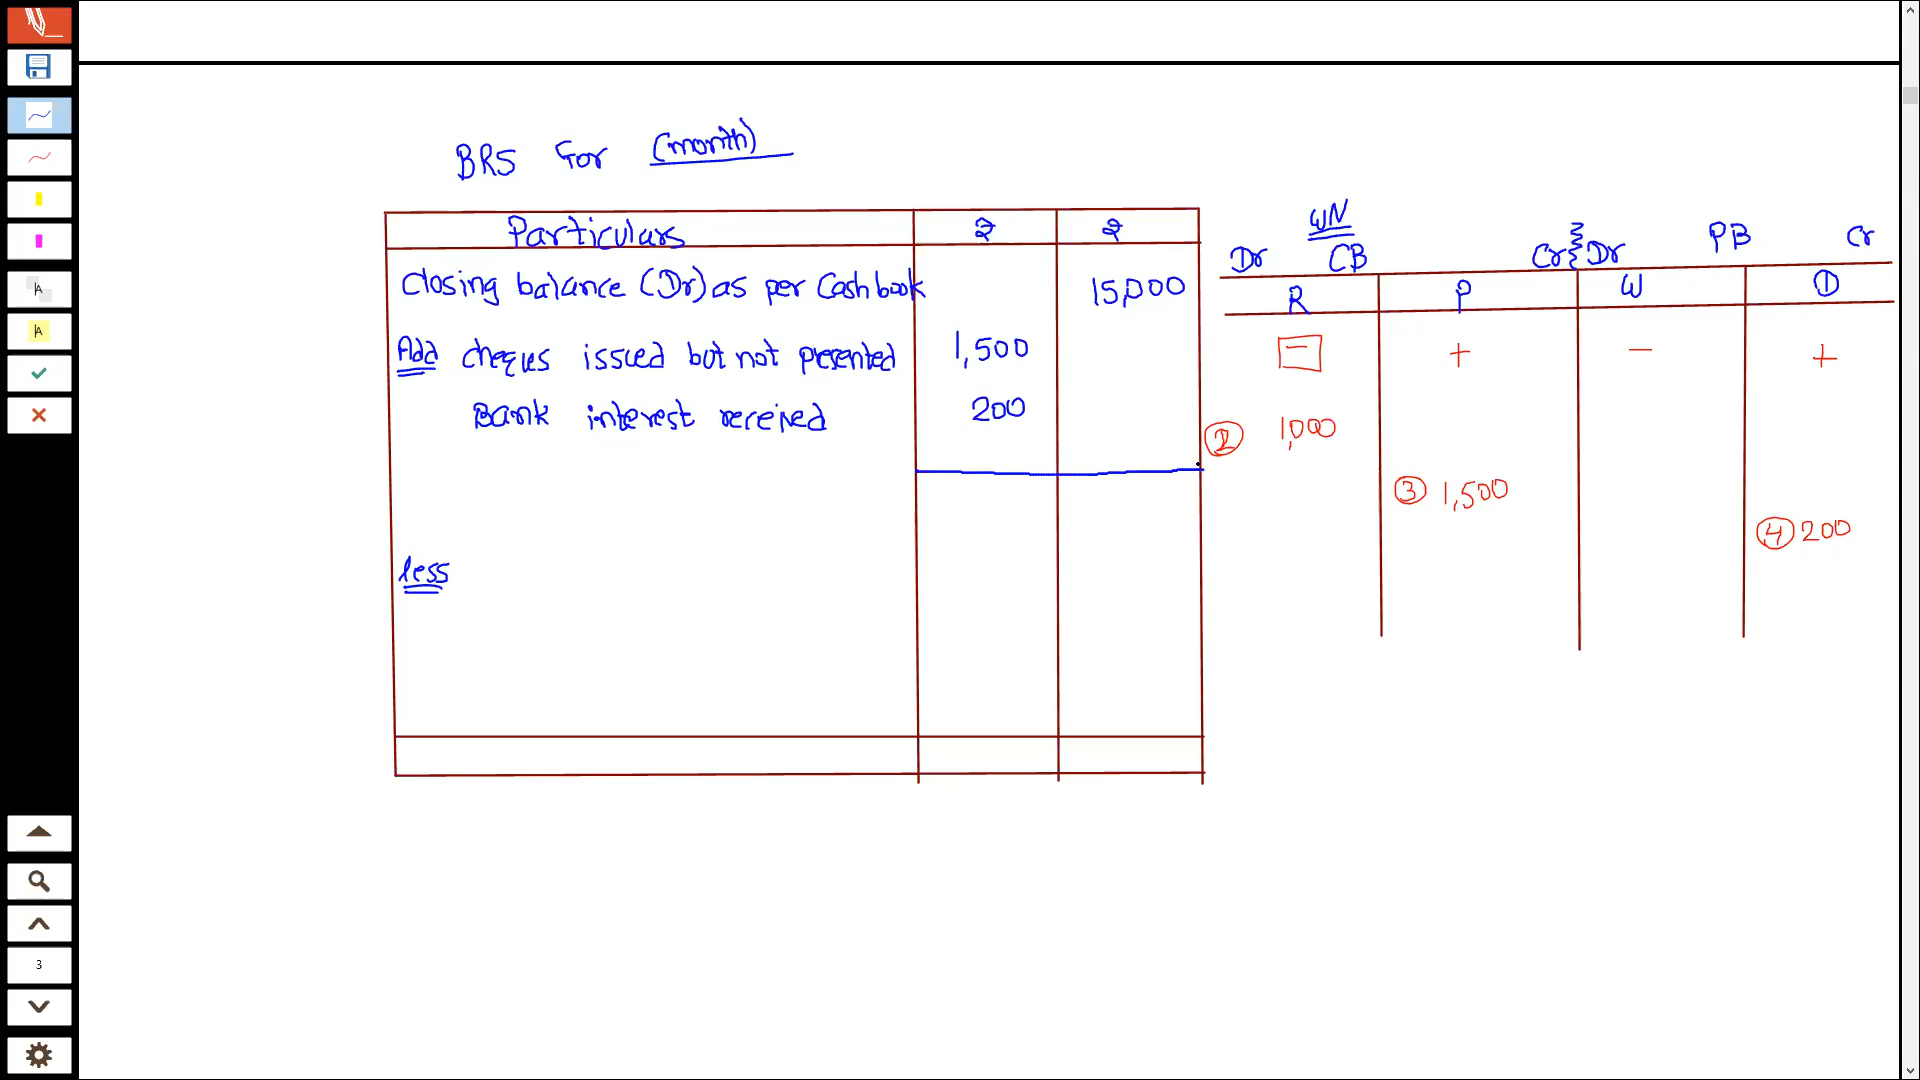 BRS For (month)
Particulars ₹ ₹
Closing balance (Dr) as per Cash book 15,000
Add cheques issued but not presented 1,500
Bank interest received 200
less
WN
Dr CB Cr Dr PB Cr
R P W D
- + - +
② 1,000
③ 1,500
④ 200
A
A
3